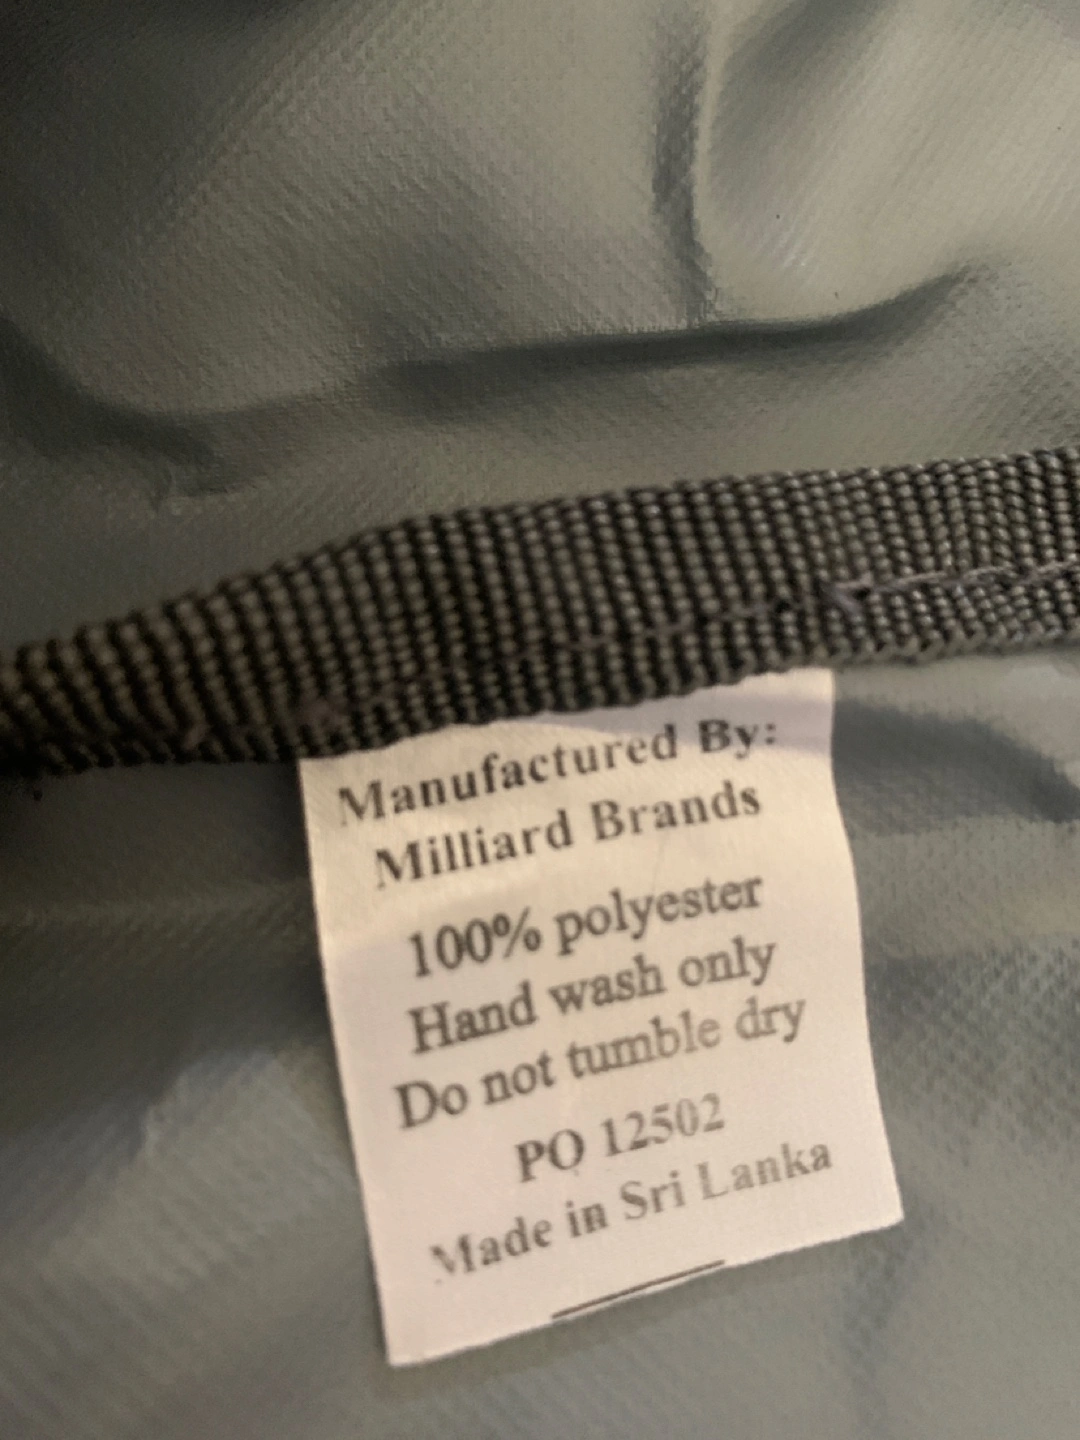 Manufactured By:
Milliard Brands
100% polyester
Hand wash only
Do not tumble dry
PO 12502
Made in Sri Lanka